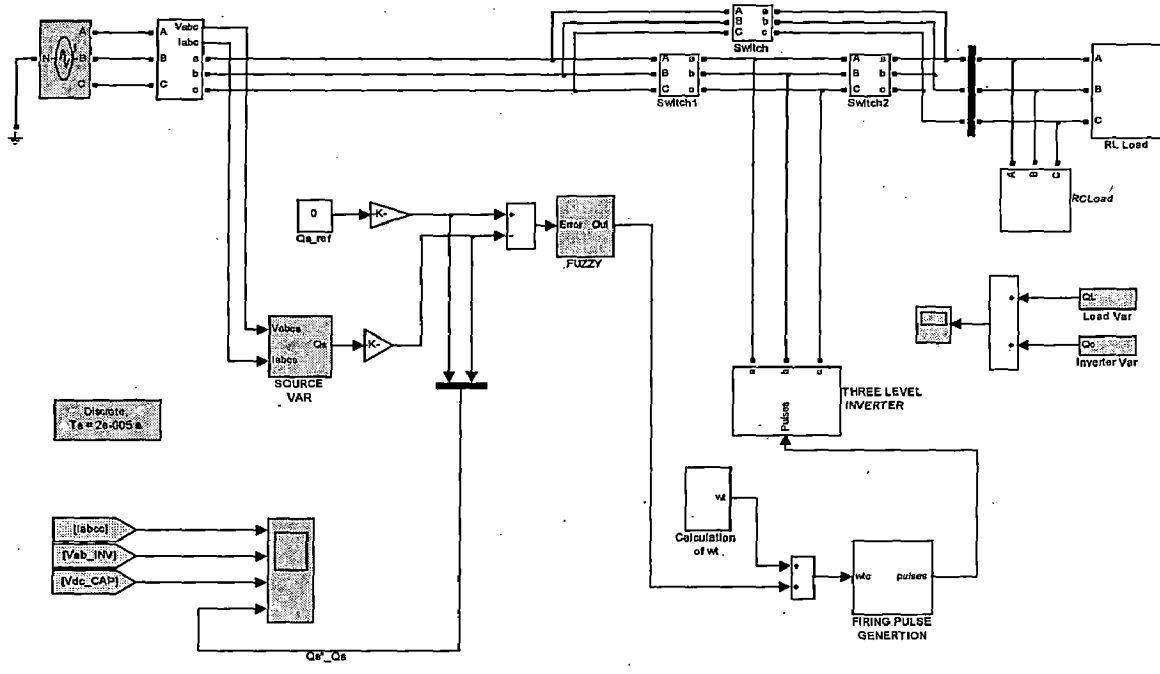 A
B
C
N
A
B
C
Vabc
Iabc
A
a
B
b
C
c
A a
B b
C c
Switch
A a
B b
C c
Switch1
A a
B b
C c
Switch2
A
B
C
RL Load
A B C
RCLoad
0
Qs_ref
-K-
+
-
Error Out
FUZZY
Vabcs
Iabcs
Qs
SOURCE
VAR
-K-
QL
Load Var
Qc
Inverter Var
+
+
Discrete,
Ts = 2e-005 s
a b c
Pulses
THREE LEVEL
INVERTER
wt
Calculation
of wt
+
+
wtc pulses
FIRING PULSE
GENERTION
[Iabcc]
[Vab_INV]
[Vdc_CAP]
Qs*_Qs